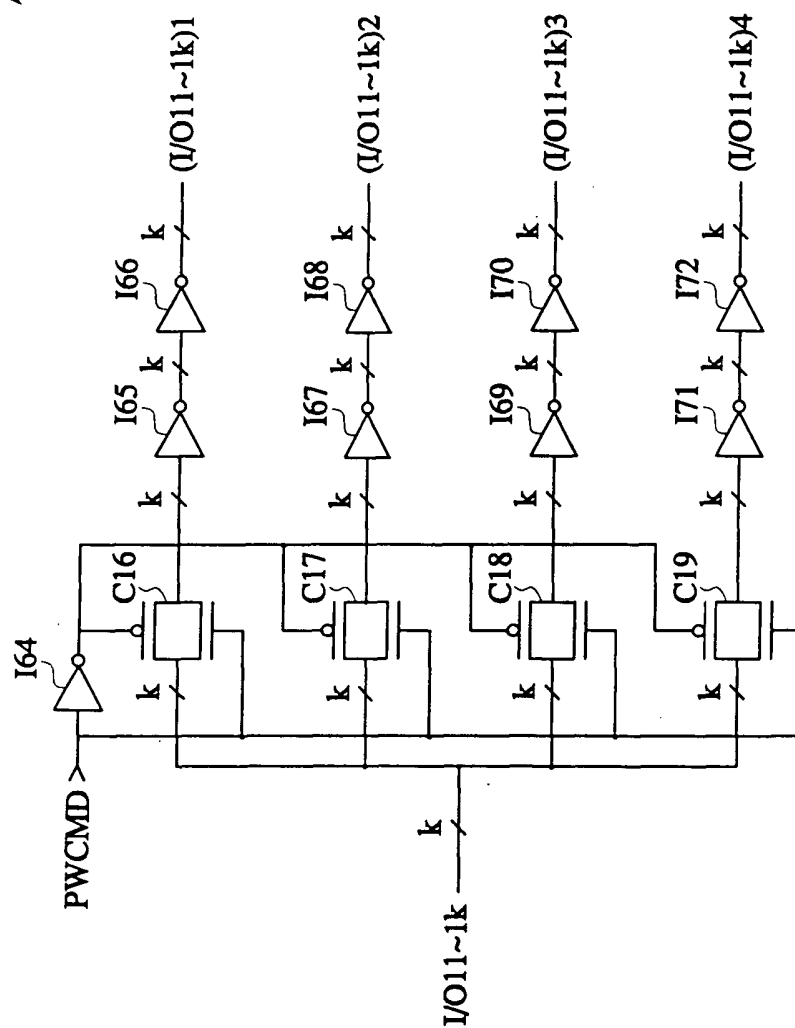 PWCMD
I64
I/O11~1k
k
k
C16
k
I65
k
I66
k
(I/O11~1k)1
k
C17
k
I67
k
I68
k
(I/O11~1k)2
k
C18
k
I69
k
I70
k
(I/O11~1k)3
k
C19
k
I71
k
I72
k
(I/O11~1k)4